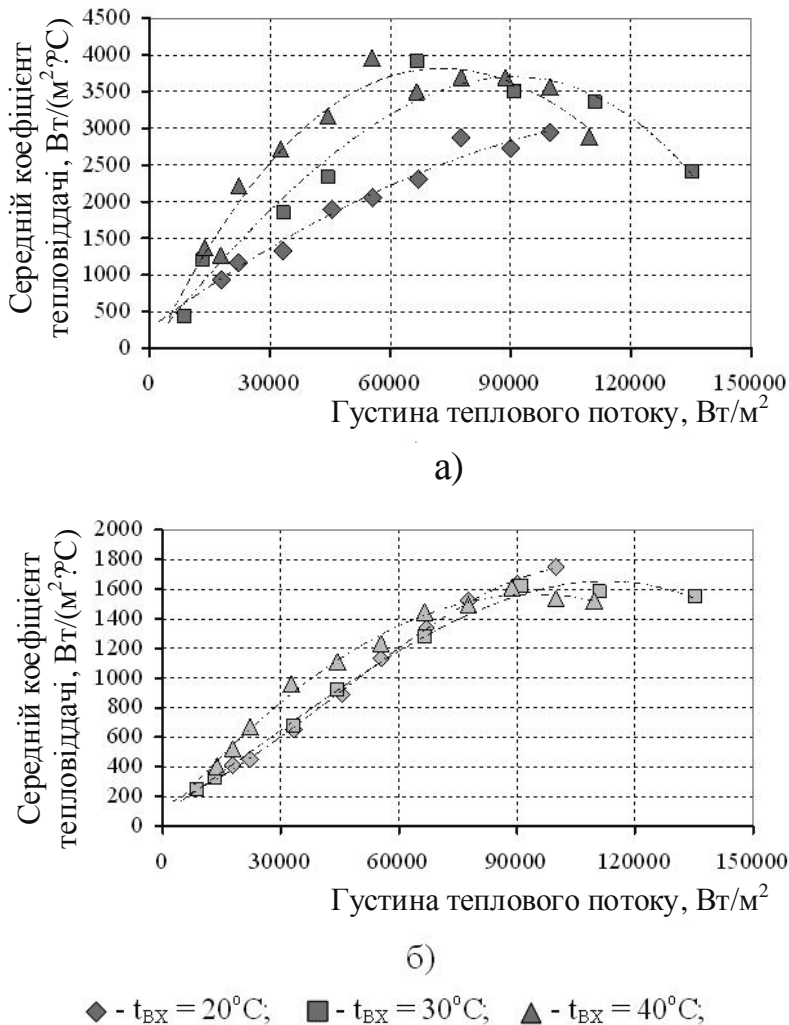 Середній коефіцієнт
тепловіддачі, Вт/(м²?С)
4500
4000
3500
3000
2500
2000
1500
1000
500
0
0 30000 60000 90000 120000 150000
Густина теплового потоку, Вт/м²
а)
Середній коефіцієнт
тепловіддачі, Вт/(м²?С)
2000
1800
1600
1400
1200
1000
800
600
400
200
0
0 30000 60000 90000 120000 150000
Густина теплового потоку, Вт/м²
б)
- tВХ = 20°С; - tВХ = 30°С; - tВХ = 40°С;